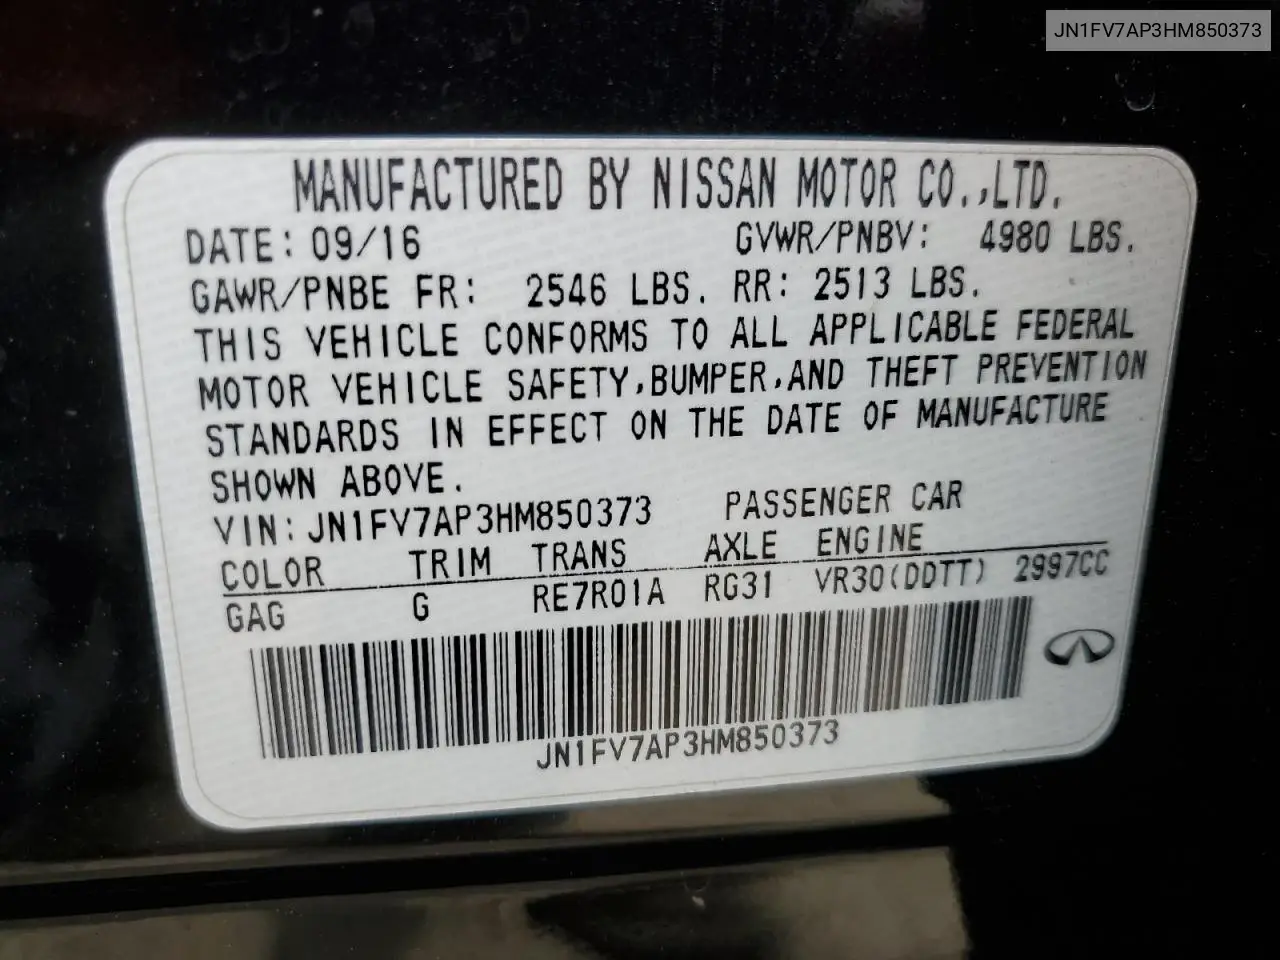 JN1FV7AP3HM850373
MANUFACTURED BY NISSAN MOTOR CO.,LTD.
DATE: 09/16 GVWR/PNBV: 4980 LBS.
GAWR/PNBE FR: 2546 LBS. RR: 2513 LBS.
THIS VEHICLE CONFORMS TO ALL APPLICABLE FEDERAL
MOTOR VEHICLE SAFETY,BUMPER,AND THEFT PREVENTION
STANDARDS IN EFFECT ON THE DATE OF MANUFACTURE
SHOWN ABOVE.
VIN:JN1FV7AP3HM850373 PASSENGER CAR
COLOR TRIM TRANS AXLE ENGINE
GAG G RE7R01A RG31 VR30(DDTT) 2997CC
JN1FV7AP3HM850373